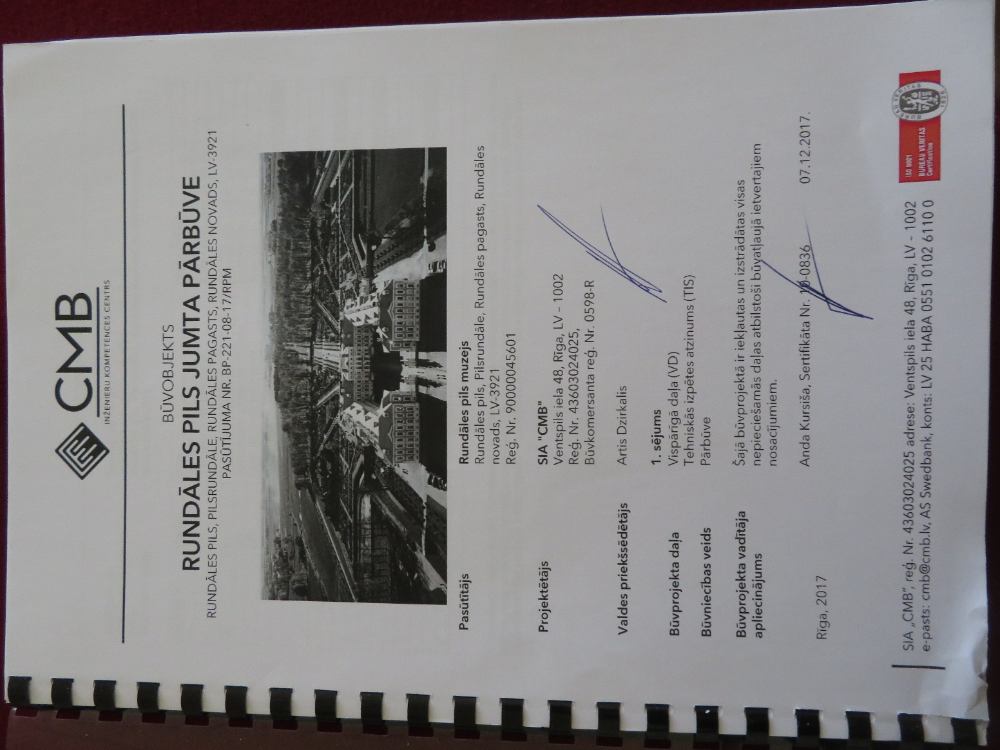 CMB
INŽENIERU KOMPETENCES CENTRS
BŪVOBJEKTS
RUNDĀLES PILS JUMTA PĀRBŪVE
RUNDĀLES PILS, PILSRUNDĀLE, RUNDĀLES PAGASTS, RUNDĀLES NOVADS, LV-3921
PASŪTĪJUMA NR. BP-221-08-17/RPM
Pasūtītājs
Rundāles pils muzejs
Rundāles pils, Pilsrundāle, Rundāles pagasts, Rundāles
novads, LV-3921
Reģ. Nr. 90000045601
Projektētājs
SIA "CMB"
Ventspils iela 48, Rīga, LV - 1002
Reģ. Nr. 43603024025,
Būvkomersanta reģ. Nr. 0598-R
Valdes priekšsēdētājs
Artis Dzirkalis
1. sējums
Būvprojekta daļa
Vispārīgā daļa (VD)
Tehniskās izpētes atzinums (TIS)
Būvniecības veids
Pārbūve
Būvprojekta vadītāja
apliecinājums
Šajā būvprojektā ir iekļautas un izstrādātas visas
nepieciešamās daļas atbilstoši būvatļaujā ietvertajiem
nosacījumiem.
Anda Kursiša, Sertifikāta Nr. 10-0836 07.12.2017.
Rīga, 2017
SIA „CMB”, reģ. Nr. 43603024025 adrese: Ventspils iela 48, Rīga, LV - 1002
e-pasts: cmb@cmb.lv, AS Swedbank, konts: LV 25 HABA 0551 0102 6110 0
ISO 9001
BUREAU VERITAS
Certification
BUREAU VERITAS
1828